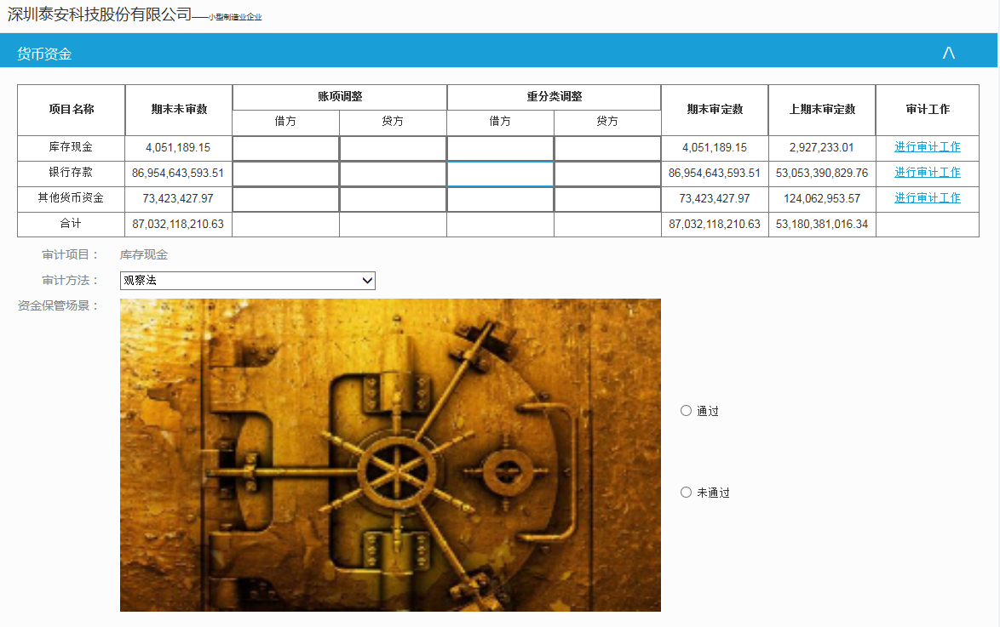 深圳泰安科技股份有限公司——小型制造业企业
货币资金
项目名称 期末未审数 账项调整 重分类调整 期末审定数 上期末审定数 审计工作
借方 贷方 借方 贷方
库存现金 4,051,189.15 4,051,189.15 2,927,233.01 进行审计工作
银行存款 86,954,643,593.51 86,954,643,593.51 53,053,390,829.76 进行审计工作
其他货币资金 73,423,427.97 73,423,427.97 124,062,953.57 进行审计工作
合计 87,032,118,210.63 87,032,118,210.63 53,180,381,016.34
审计项目： 库存现金
审计方法： 观察法
资金保管场景：
通过
未通过